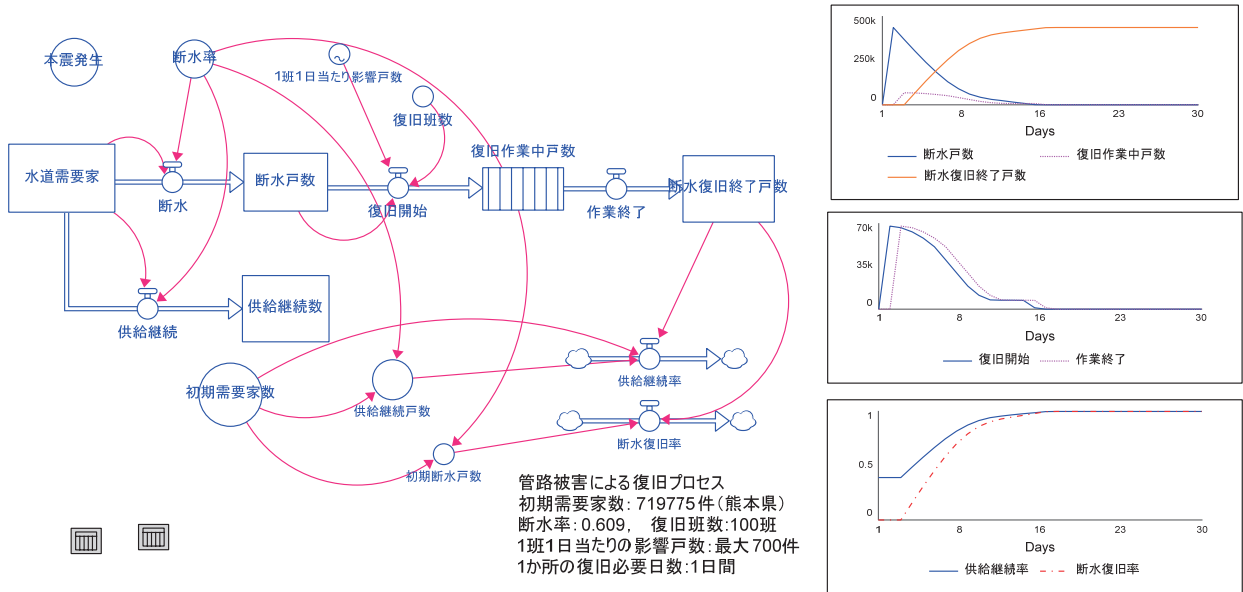 本震発生
断水率
1班1日当たり影響戸数
復旧班数
水道需要家
断水
断水戸数
復旧開始
復旧作業中戸数
作業終了
断水復旧終了戸数
供給継続
供給継続数
初期需要家数
供給継続戸数
初期断水戸数
供給継続率
断水復旧率
管路被害による復旧プロセス
初期需要家数: 719775件(熊本県)
断水率: 0.609, 復旧班数:100班
1班1日当たりの影響戸数:最大700件
1か所の復旧必要日数:1日間
500k
250k
0
1 8 16 23 30
Days
断水戸数 復旧作業中戸数
断水復旧終了戸数
70k
35k
0
1 8 16 23 30
Days
復旧開始 作業終了
1
0.5
0
1 8 16 23 30
Days
供給継続率 断水復旧率